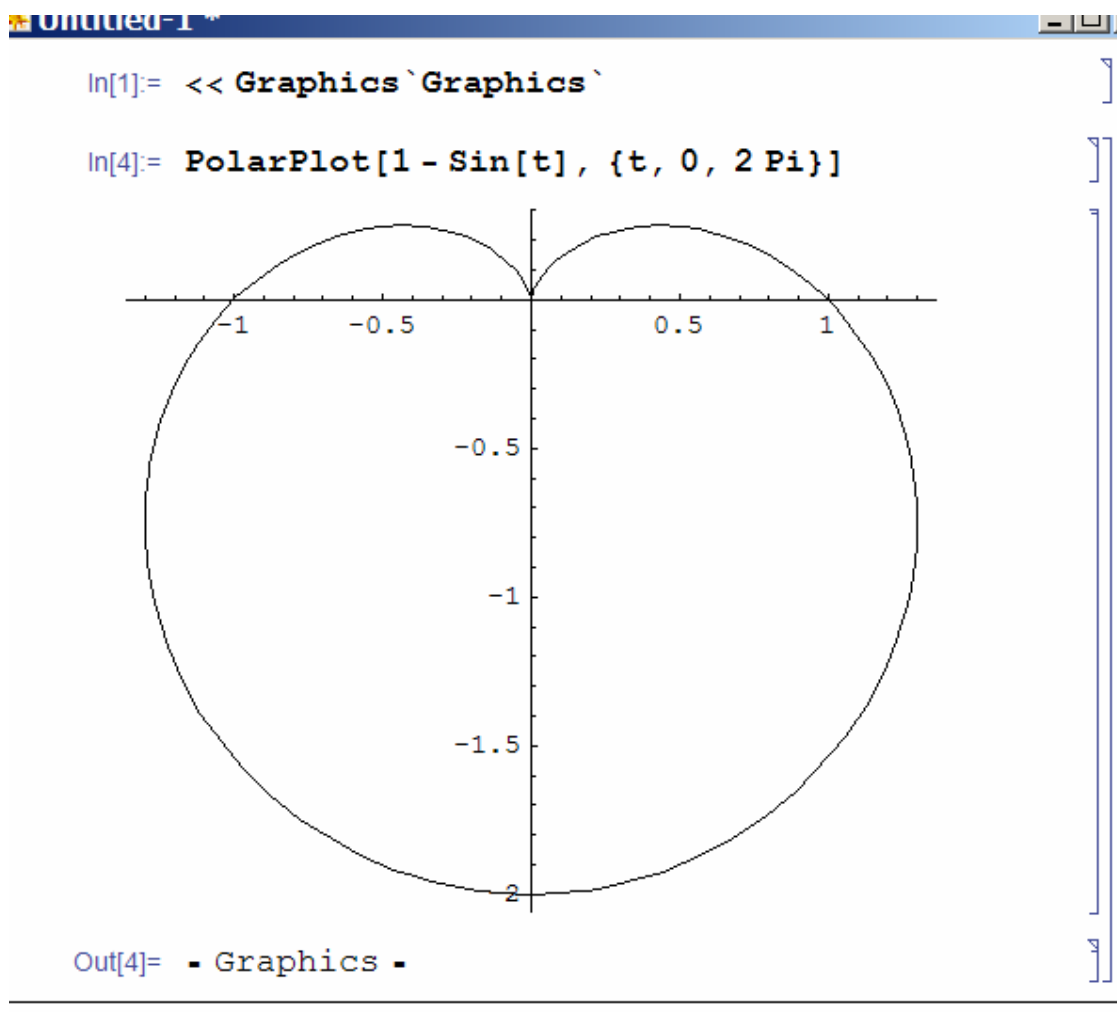 Untitled-1 *
In[1]:= << Graphics`Graphics`
In[4]:= PolarPlot[1 - Sin[t], {t, 0, 2 Pi}]
-1 -0.5 0.5 1
-0.5
-1
-1.5
-2
Out[4]= - Graphics -